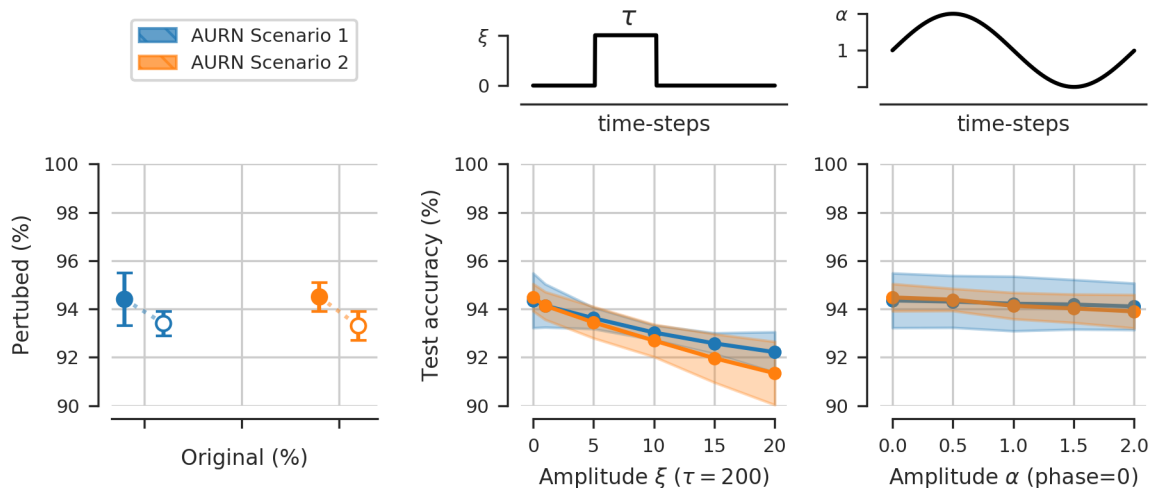 AURN Scenario 1
AURN Scenario 2
τ
ξ
0
time-steps
α
1
time-steps
Pertubed (%)
100
98
96
94
92
90
Original (%)
Test accuracy (%)
100
98
96
94
92
90
0 5 10 15 20
Amplitude ξ (τ = 200)
100
98
96
94
92
90
0.0 0.5 1.0 1.5 2.0
Amplitude α (phase=0)